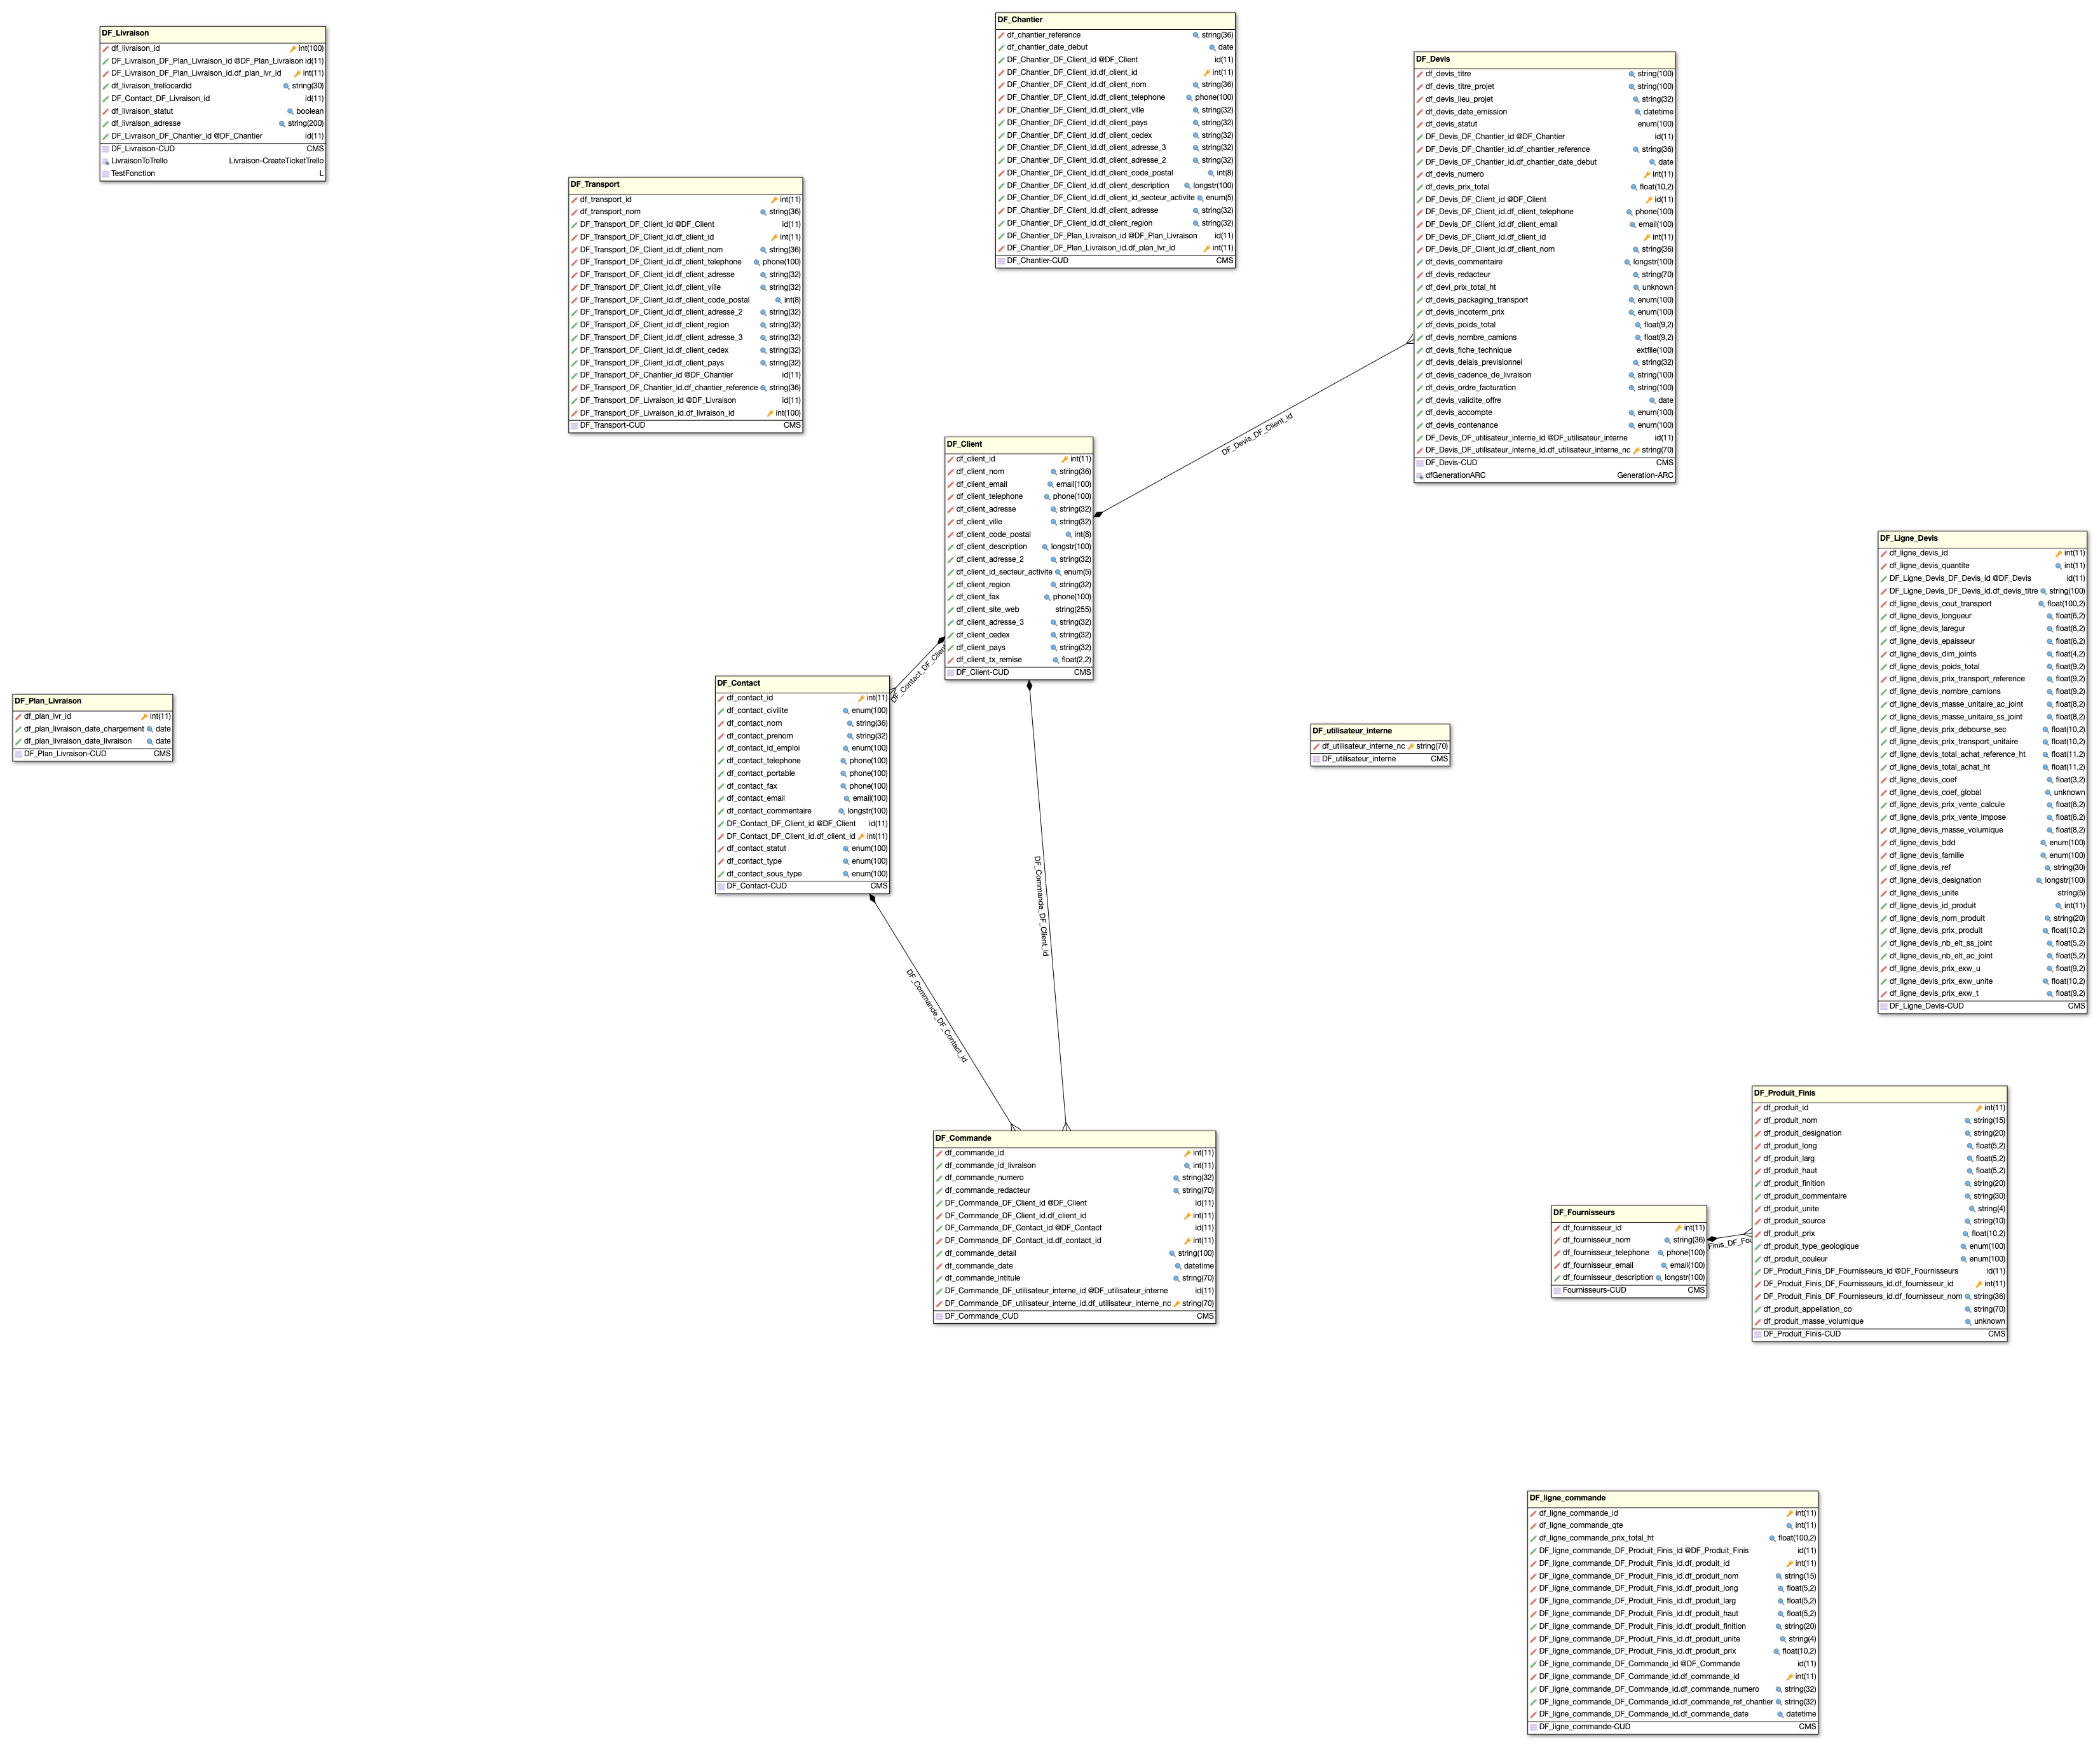 DF_Livraison
df_livraison_id int(100)
DF_Livraison_DF_Plan_Livraison_id @DF_Plan_Livraison id(11)
DF_Livraison_DF_Plan_Livraison_id.df_plan_lvr_id int(11)
df_livraison_trellocardid string(30)
DF_Contact_DF_Livraison_id id(11)
df_livraison_statut boolean
df_livraison_adresse string(200)
DF_Livraison_DF_Chantier_id @DF_Chantier id(11)
DF_Livraison-CUD CMS
LivraisonToTrello Livraison-CreateTicketTrello
TestFonction L
DF_Transport
df_transport_id int(11)
df_transport_nom string(36)
DF_Transport_DF_Client_id @DF_Client id(11)
DF_Transport_DF_Client_id.df_client_id int(11)
DF_Transport_DF_Client_id.df_client_nom string(36)
DF_Transport_DF_Client_id.df_client_telephone phone(100)
DF_Transport_DF_Client_id.df_client_adresse string(32)
DF_Transport_DF_Client_id.df_client_ville string(32)
DF_Transport_DF_Client_id.df_client_code_postal int(8)
DF_Transport_DF_Client_id.df_client_adresse_2 string(32)
DF_Transport_DF_Client_id.df_client_region string(32)
DF_Transport_DF_Client_id.df_client_adresse_3 string(32)
DF_Transport_DF_Client_id.df_client_cedex string(32)
DF_Transport_DF_Client_id.df_client_pays string(32)
DF_Transport_DF_Chantier_id @DF_Chantier id(11)
DF_Transport_DF_Chantier_id.df_chantier_reference string(36)
DF_Transport_DF_Livraison_id @DF_Livraison id(11)
DF_Transport_DF_Livraison_id.df_livraison_id int(100)
DF_Transport-CUD CMS
DF_Chantier
df_chantier_reference string(36)
df_chantier_date_debut date
DF_Chantier_DF_Client_id @DF_Client id(11)
DF_Chantier_DF_Client_id.df_client_id int(11)
DF_Chantier_DF_Client_id.df_client_nom string(36)
DF_Chantier_DF_Client_id.df_client_telephone phone(100)
DF_Chantier_DF_Client_id.df_client_ville string(32)
DF_Chantier_DF_Client_id.df_client_pays string(32)
DF_Chantier_DF_Client_id.df_client_cedex string(32)
DF_Chantier_DF_Client_id.df_client_adresse_3 string(32)
DF_Chantier_DF_Client_id.df_client_adresse_2 string(32)
DF_Chantier_DF_Client_id.df_client_code_postal int(8)
DF_Chantier_DF_Client_id.df_client_description longstr(100)
DF_Chantier_DF_Client_id.df_client_id_secteur_activite enum(5)
DF_Chantier_DF_Client_id.df_client_adresse string(32)
DF_Chantier_DF_Client_id.df_client_region string(32)
DF_Chantier_DF_Plan_Livraison_id @DF_Plan_Livraison id(11)
DF_Chantier_DF_Plan_Livraison_id.df_plan_lvr_id int(11)
DF_Chantier-CUD CMS
DF_Devis
df_devis_titre string(100)
df_devis_titre_projet string(100)
df_devis_lieu_projet string(32)
df_devis_date_emission datetime
df_devis_statut enum(100)
DF_Devis_DF_Chantier_id @DF_Chantier id(11)
DF_Devis_DF_Chantier_id.df_chantier_reference string(36)
DF_Devis_DF_Chantier_id.df_chantier_date_debut date
df_devis_numero int(11)
df_devis_prix_total float(10,2)
DF_Devis_DF_Client_id @DF_Client id(11)
DF_Devis_DF_Client_id.df_client_telephone phone(100)
DF_Devis_DF_Client_id.df_client_email email(100)
DF_Devis_DF_Client_id.df_client_id int(11)
DF_Devis_DF_Client_id.df_client_nom string(36)
df_devis_commentaire longstr(100)
df_devis_redacteur string(70)
df_devi_prix_total_ht unknown
df_devis_packaging_transport enum(100)
df_devis_incoterm_prix enum(100)
df_devis_poids_total float(9,2)
df_devis_nombre_camions float(9,2)
df_devis_fiche_technique extfile(100)
df_devis_delais_previsionnel string(32)
df_devis_cadence_de_livraison string(100)
df_devis_ordre_facturation string(100)
df_devis_validite_offre date
df_devis_accompte enum(100)
df_devis_contenance enum(100)
DF_Devis_DF_utilisateur_interne_id @DF_utilisateur_interne id(11)
DF_Devis_DF_utilisateur_interne_id.df_utilisateur_interne_nc string(70)
DF_Devis-CUD CMS
dfGenerationARC Generation-ARC
DF_Devis_DF_Client_id
DF_Client
df_client_id int(11)
df_client_nom string(36)
df_client_email email(100)
df_client_telephone phone(100)
df_client_adresse string(32)
df_client_ville string(32)
df_client_code_postal int(8)
df_client_description longstr(100)
df_client_adresse_2 string(32)
df_client_id_secteur_activite enum(5)
df_client_region string(32)
df_client_fax phone(100)
df_client_site_web string(255)
df_client_adresse_3 string(32)
df_client_cedex string(32)
df_client_pays string(32)
df_client_tx_remise float(2,2)
DF_Client-CUD CMS
DF_Contact_DF_Client
DF_Ligne_Devis
df_ligne_devis_id int(11)
df_ligne_devis_quantite int(11)
DF_Ligne_Devis_DF_Devis_id @DF_Devis id(11)
DF_Ligne_Devis_DF_Devis_id.df_devis_titre string(100)
df_ligne_devis_cout_transport float(100,2)
df_ligne_devis_longueur float(6,2)
df_ligne_devis_laregur float(6,2)
df_ligne_devis_epaisseur float(6,2)
df_ligne_devis_dim_joints float(4,2)
df_ligne_devis_poids_total float(9,2)
df_ligne_devis_prix_transport_reference float(9,2)
df_ligne_devis_nombre_camions float(9,2)
df_ligne_devis_masse_unitaire_ac_joint float(8,2)
df_ligne_devis_masse_unitaire_ss_joint float(8,2)
df_ligne_devis_prix_debourse_sec float(10,2)
df_ligne_devis_prix_transport_unitaire float(10,2)
df_ligne_devis_total_achat_reference_ht float(11,2)
df_ligne_devis_total_achat_ht float(11,2)
df_ligne_devis_coef float(3,2)
df_ligne_devis_coef_global unknown
df_ligne_devis_prix_vente_calcule float(6,2)
df_ligne_devis_prix_vente_impose float(6,2)
df_ligne_devis_masse_volumique float(8,2)
df_ligne_devis_bdd enum(100)
df_ligne_devis_famille enum(100)
df_ligne_devis_ref string(30)
df_ligne_devis_designation longstr(100)
df_ligne_devis_unite string(5)
df_ligne_devis_id_produit int(11)
df_ligne_devis_nom_produit string(20)
df_ligne_devis_prix_produit float(10,2)
df_ligne_devis_nb_elt_ss_joint float(5,2)
df_ligne_devis_nb_elt_ac_joint float(5,2)
df_ligne_devis_prix_exw_u float(9,2)
df_ligne_devis_prix_exw_unite float(10,2)
df_ligne_devis_prix_exw_t float(9,2)
DF_Ligne_Devis-CUD CMS
DF_Plan_Livraison
df_plan_lvr_id int(11)
df_plan_livraison_date_chargement date
df_plan_livraison_date_livraison date
DF_Plan_Livraison-CUD CMS
DF_Contact
df_contact_id int(11)
df_contact_civilite enum(100)
df_contact_nom string(36)
df_contact_prenom string(32)
df_contact_id_emploi enum(100)
df_contact_telephone phone(100)
df_contact_portable phone(100)
df_contact_fax phone(100)
df_contact_email email(100)
df_contact_commentaire longstr(100)
DF_Contact_DF_Client_id @DF_Client id(11)
DF_Contact_DF_Client_id.df_client_id int(11)
df_contact_statut enum(100)
df_contact_type enum(100)
df_contact_sous_type enum(100)
DF_Contact-CUD CMS
DF_utilisateur_interne
df_utilisateur_interne_nc string(70)
DF_utilisateur_interne CMS
DF_Commande_DF_Client_id
DF_Commande_DF_Contact_id
DF_Commande
df_commande_id int(11)
df_commande_id_livraison int(11)
df_commande_numero string(32)
df_commande_redacteur string(70)
DF_Commande_DF_Client_id @DF_Client id(11)
DF_Commande_DF_Client_id.df_client_id int(11)
DF_Commande_DF_Contact_id @DF_Contact id(11)
DF_Commande_DF_Contact_id.df_contact_id int(11)
df_commande_detail string(100)
df_commande_date datetime
df_commande_intitule string(70)
DF_Commande_DF_utilisateur_interne_id @DF_utilisateur_interne id(11)
DF_Commande_DF_utilisateur_interne_id.df_utilisateur_interne_nc string(70)
DF_Commande_CUD CMS
DF_Fournisseurs
df_fournisseur_id int(11)
df_fournisseur_nom string(36)
df_fournisseur_telephone phone(100)
df_fournisseur_email email(100)
df_fournisseur_description longstr(100)
Fournisseurs-CUD CMS
Finis_DF_Fou
DF_Produit_Finis
df_produit_id int(11)
df_produit_nom string(15)
df_produit_designation string(20)
df_produit_long float(5,2)
df_produit_larg float(5,2)
df_produit_haut float(5,2)
df_produit_finition string(20)
df_produit_commentaire string(30)
df_produit_unite string(4)
df_produit_source string(10)
df_produit_prix float(10,2)
df_produit_type_geologique enum(100)
df_produit_couleur enum(100)
DF_Produit_Finis_DF_Fournisseurs_id @DF_Fournisseurs id(11)
DF_Produit_Finis_DF_Fournisseurs_id.df_fournisseur_id int(11)
DF_Produit_Finis_DF_Fournisseurs_id.df_fournisseur_nom string(36)
df_produit_appellation_co string(70)
df_produit_masse_volumique unknown
DF_Produit_Finis-CUD CMS
DF_ligne_commande
df_ligne_commande_id int(11)
df_ligne_commande_qte int(11)
df_ligne_commande_prix_total_ht float(100,2)
DF_ligne_commande_DF_Produit_Finis_id @DF_Produit_Finis id(11)
DF_ligne_commande_DF_Produit_Finis_id.df_produit_id int(11)
DF_ligne_commande_DF_Produit_Finis_id.df_produit_nom string(15)
DF_ligne_commande_DF_Produit_Finis_id.df_produit_long float(5,2)
DF_ligne_commande_DF_Produit_Finis_id.df_produit_larg float(5,2)
DF_ligne_commande_DF_Produit_Finis_id.df_produit_haut float(5,2)
DF_ligne_commande_DF_Produit_Finis_id.df_produit_finition string(20)
DF_ligne_commande_DF_Produit_Finis_id.df_produit_unite string(4)
DF_ligne_commande_DF_Produit_Finis_id.df_produit_prix float(10,2)
DF_ligne_commande_DF_Commande_id @DF_Commande id(11)
DF_ligne_commande_DF_Commande_id.df_commande_id int(11)
DF_ligne_commande_DF_Commande_id.df_commande_numero string(32)
DF_ligne_commande_DF_Commande_id.df_commande_ref_chantier string(32)
DF_ligne_commande_DF_Commande_id.df_commande_date datetime
DF_ligne_commande-CUD CMS